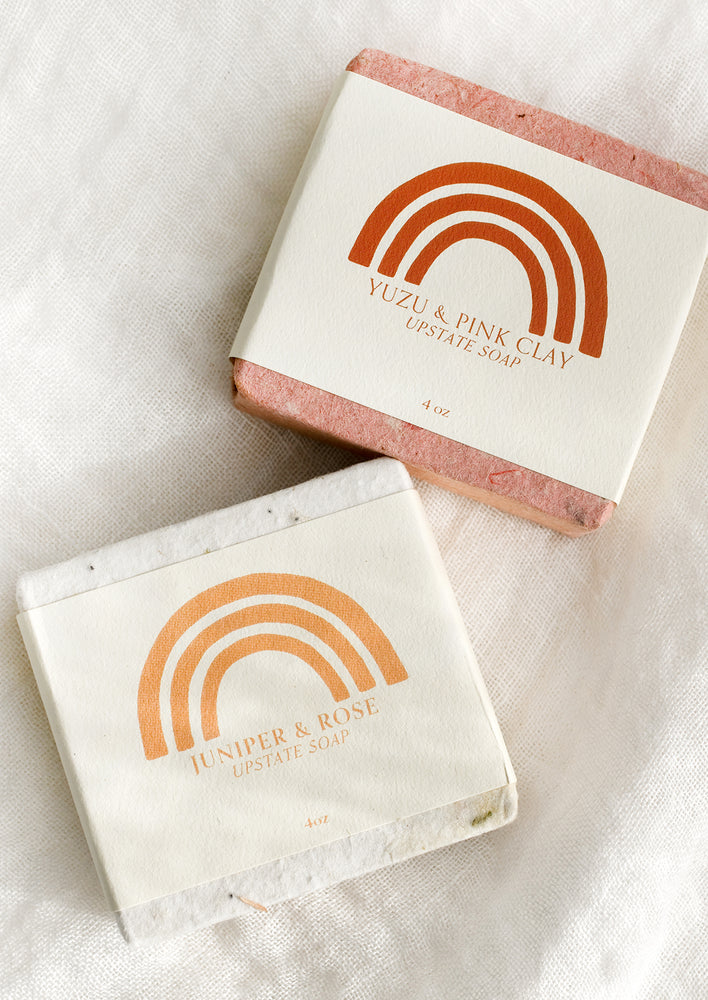 YUZU & PINK CLAY
UPSTATE SOAP
4 oz
JUNIPER & ROSE
UPSTATE SOAP
4oz